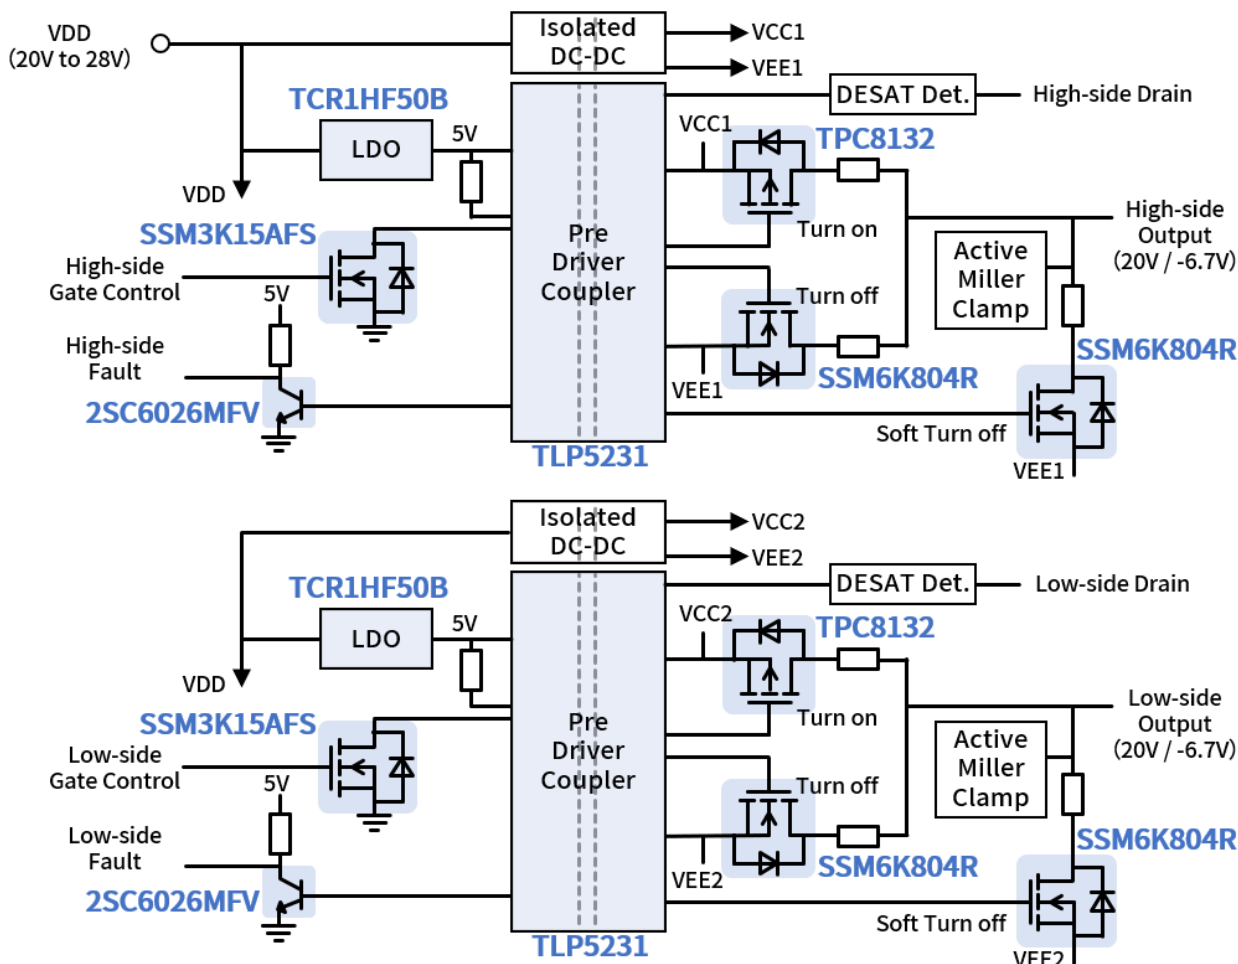 VDD
(20V to 28V)
Isolated
DC-DC
VCC1
VEE1
TCR1HF50B
LDO
5V
VDD
DESAT Det.
High-side Drain
VCC1
TPC8132
SSM3K15AFS
Pre
Driver
Coupler
Turn on
High-side
Output
(20V / -6.7V)
Active
Miller
Clamp
High-side
Gate Control
5V
Turn off
High-side
Fault
SSM6K804R
VEE1
SSM6K804R
2SC6026MFV
Soft Turn off
TLP5231
VEE1
Isolated
DC-DC
VCC2
VEE2
TCR1HF50B
LDO
5V
VDD
DESAT Det.
Low-side Drain
VCC2
TPC8132
SSM3K15AFS
Pre
Driver
Coupler
Turn on
Low-side
Output
(20V / -6.7V)
Active
Miller
Clamp
Low-side
Gate Control
5V
Turn off
Low-side
Fault
SSM6K804R
VEE2
SSM6K804R
2SC6026MFV
Soft Turn off
TLP5231
VEE2